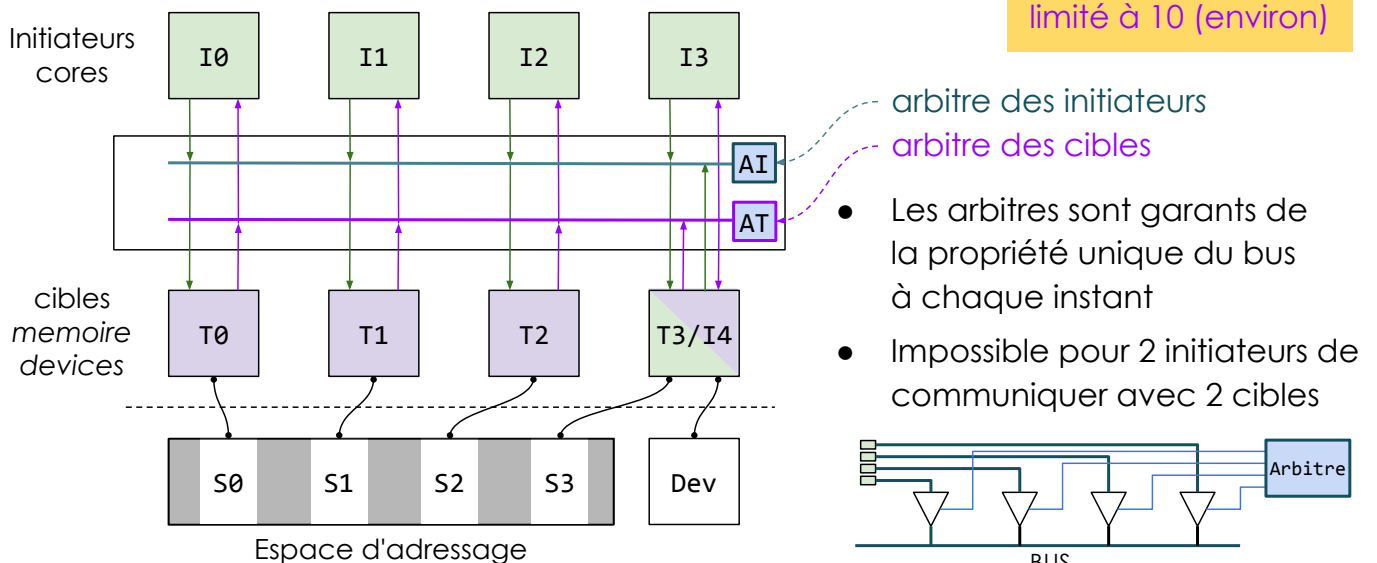 limité à 10 (environ)
Initiateurs
cores
I0
I1
I2
I3
arbitre des initiateurs
arbitre des cibles
AI
AT
● Les arbitres sont garants de
la propriété unique du bus
à chaque instant
cibles
memoire
devices
T0
T1
T2
T3/I4
● Impossible pour 2 initiateurs de
communiquer avec 2 cibles
S0
S1
S2
S3
Dev
Arbitre
Espace d'adressage
BUS